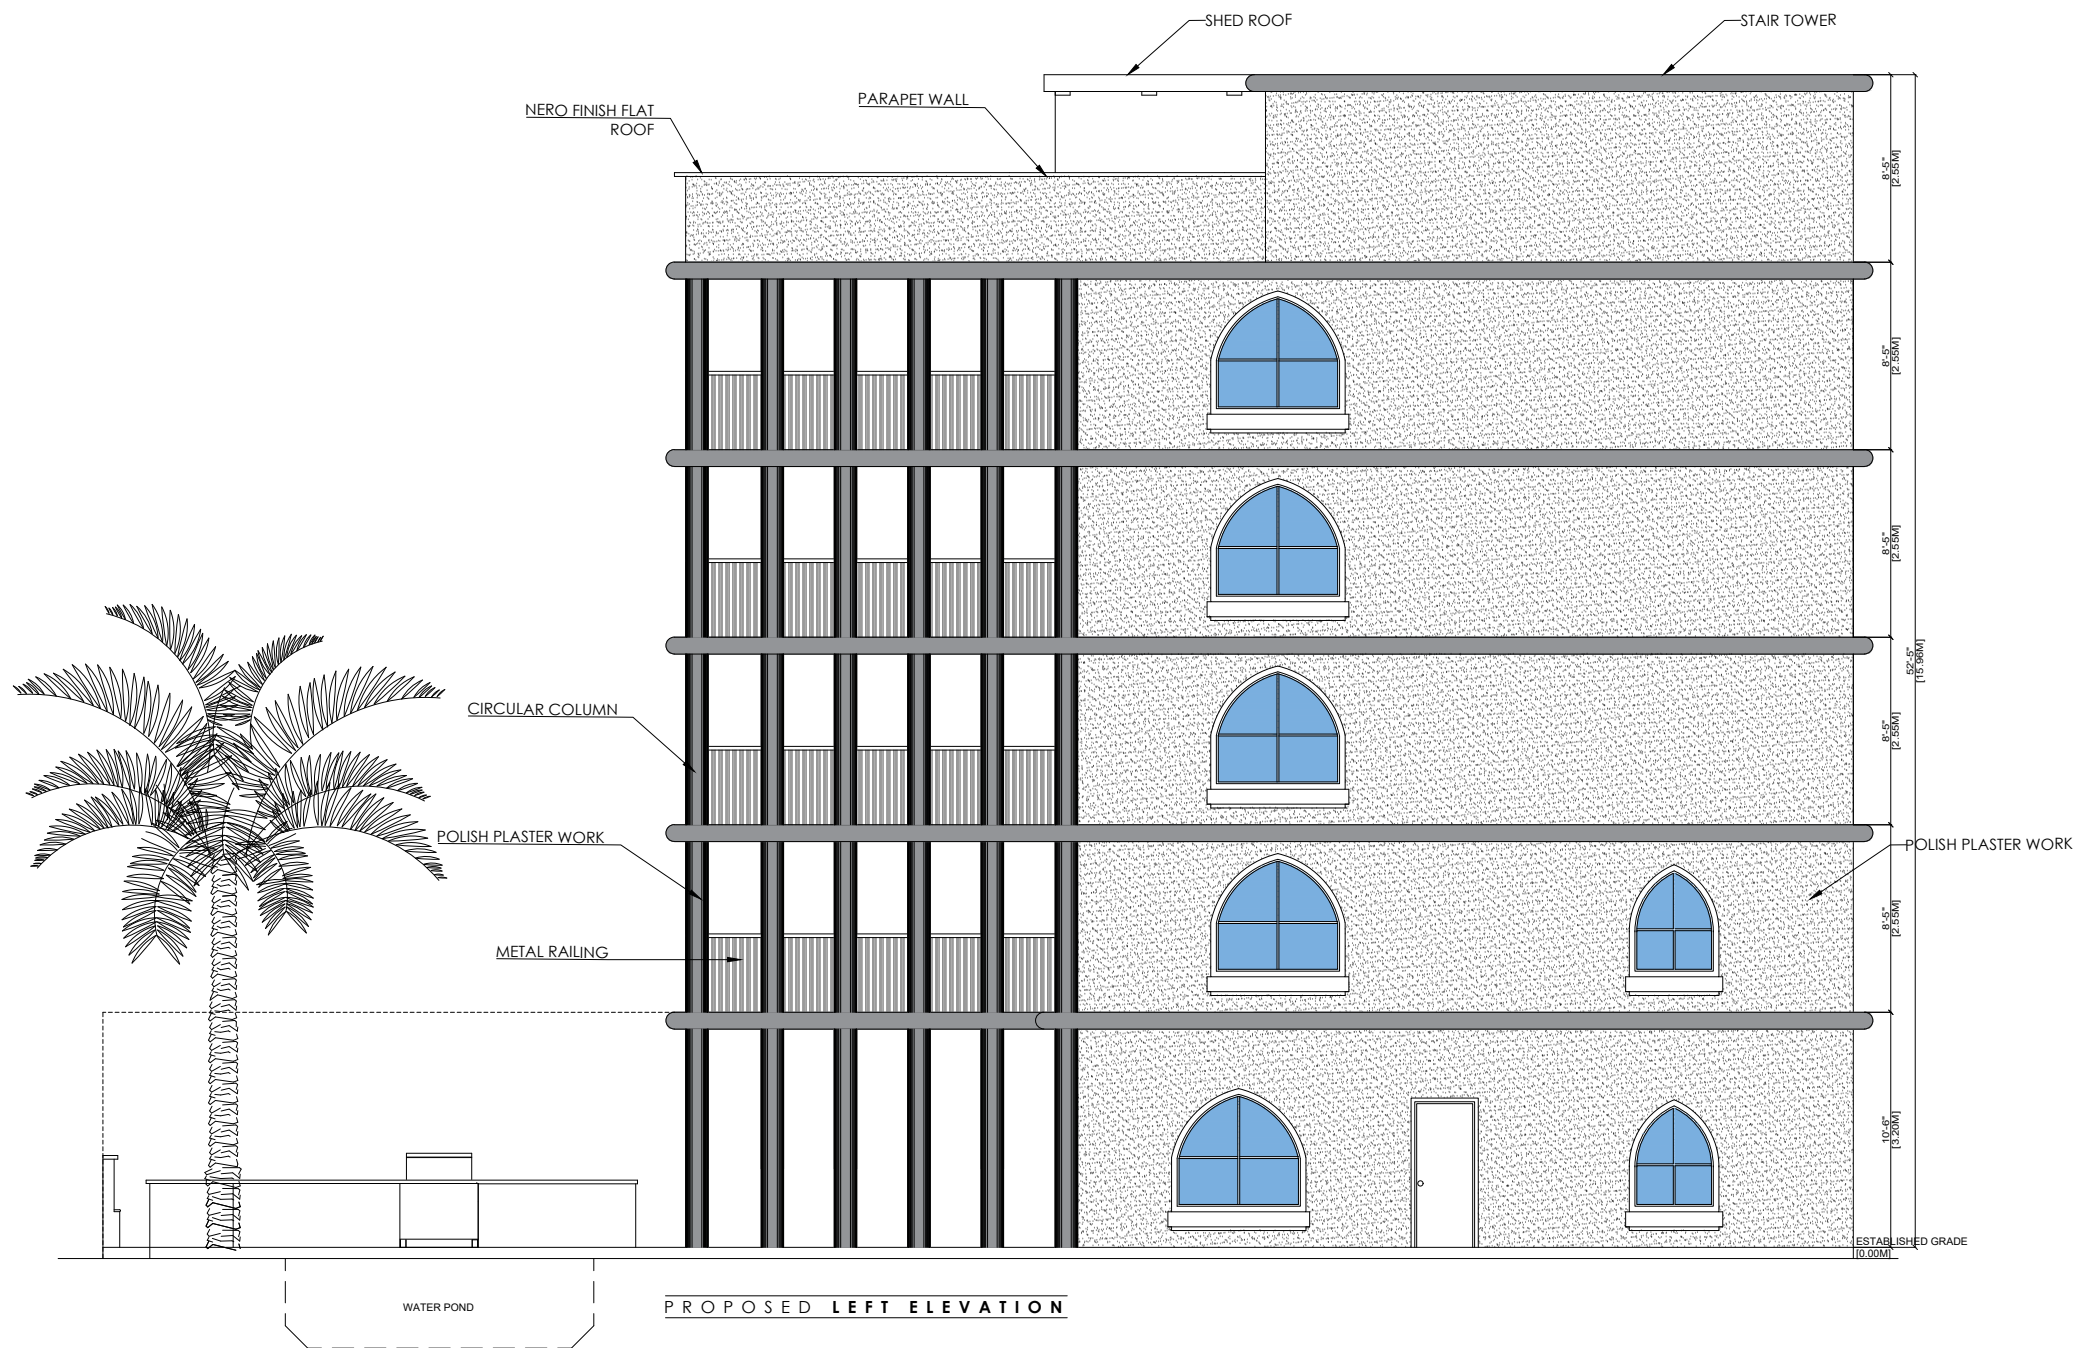 SHED ROOF
STAIR TOWER
NERO FINISH FLAT
ROOF
PARAPET WALL
8'-5"
[2.55M]
8'-5"
[2.55M]
8'-5"
[2.55M]
52'-5"
[15.96M]
8'-5"
[2.55M]
CIRCULAR COLUMN
POLISH PLASTER WORK
POLISH PLASTER WORK
8'-5"
[2.55M]
METAL RAILING
10'-6"
[3.20M]
ESTABLISHED GRADE
[0.00M]
WATER POND
PROPOSED LEFT ELEVATION